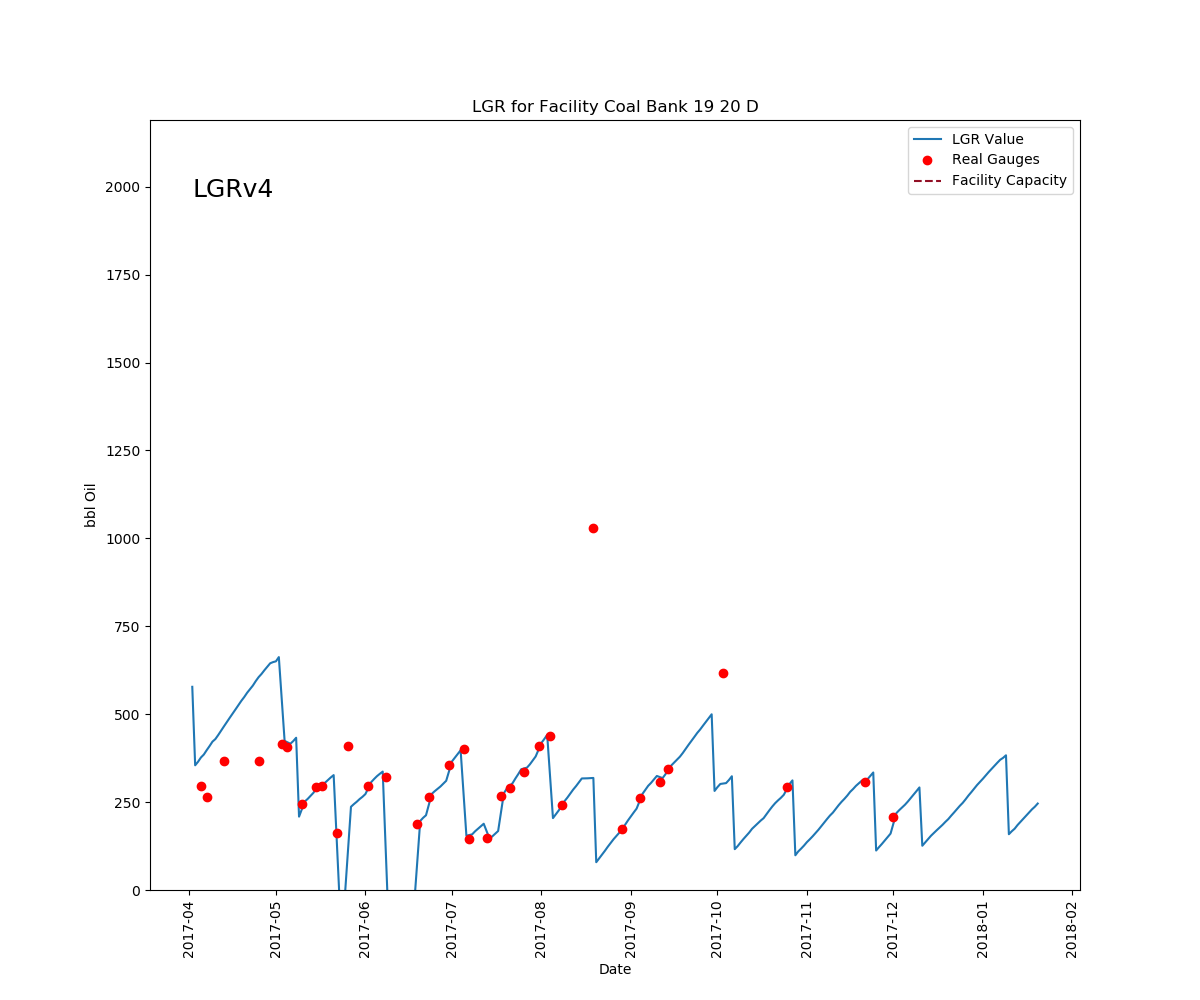 LGR for Facility Coal Bank 19 20 D
LGR Value
Real Gauges
Facility Capacity
LGRv4
2000
1750
1500
1250
1000
750
500
250
0
bbl Oil
2017-04
2017-05
2017-06
2017-07
2017-08
2017-09
2017-10
2017-11
2017-12
2018-01
2018-02
Date